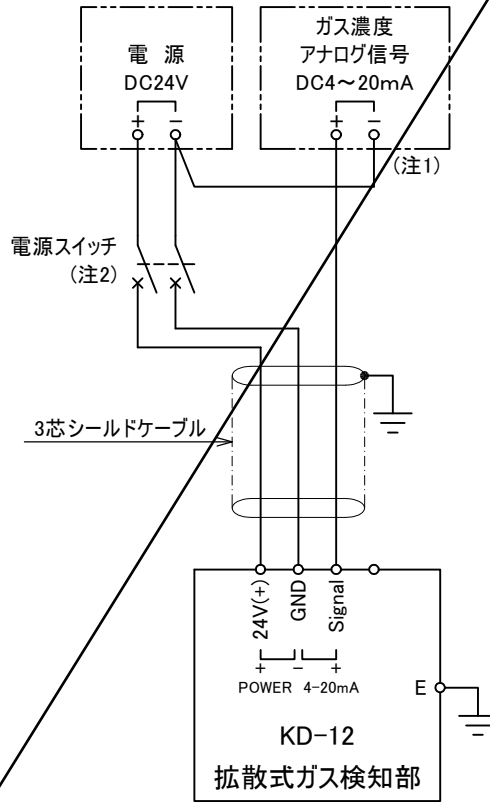 電 源
DC24V
+ −
ガス濃度
アナログ信号
DC4～20mA
+ −
(注1)
電源スイッチ
(注2)
3芯シールドケーブル
24V(+)
GND
Signal
+ − +
POWER 4-20mA
E
KD-12
拡散式ガス検知部